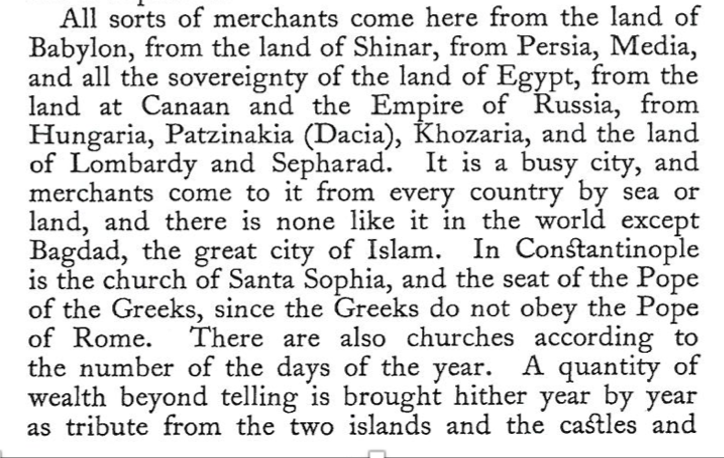 All sorts of merchants come here from the land of
Babylon, from the land of Shinar, from Persia, Media,
and all the sovereignty of the land of Egypt, from the
land at Canaan and the Empire of Russia, from
Hungaria, Patzinakia (Dacia), Khozaria, and the land
of Lombardy and Sepharad. It is a busy city, and
merchants come to it from every country by sea or
land, and there is none like it in the world except
Bagdad, the great city of Islam. In Constantinople
is the church of Santa Sophia, and the seat of the Pope
of the Greeks, since the Greeks do not obey the Pope
of Rome. There are also churches according to
the number of the days of the year. A quantity of
wealth beyond telling is brought hither year by year
as tribute from the two islands and the castles and